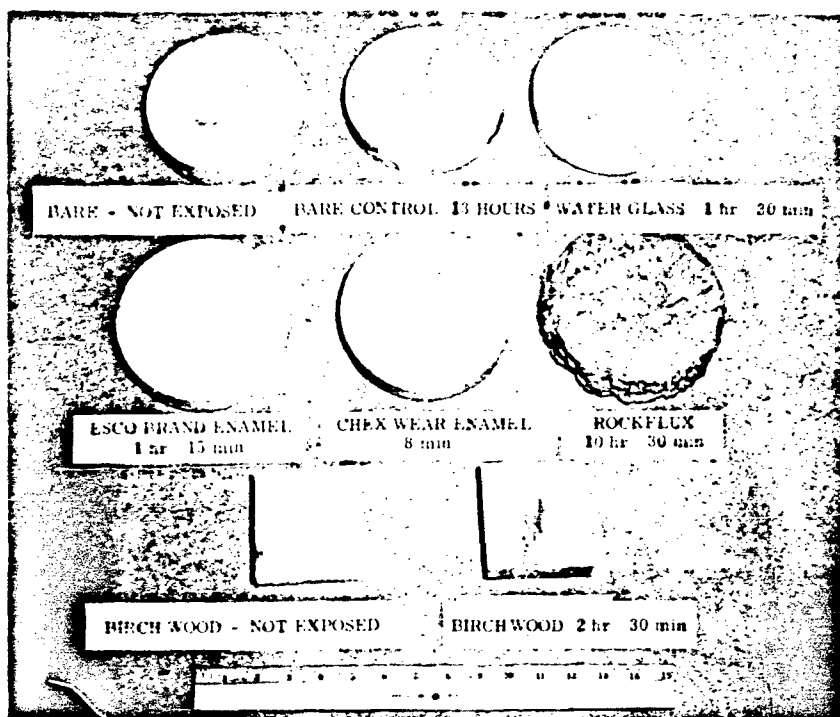 BARE - NOT EXPOSED
BARE CONTROL 13 HOURS
WATER GLASS 1 hr 30 min
ESCO BRAND ENAMEL
1 hr 15 min
CHEX WEAR ENAMEL
8 min
ROCKFLUX
10 hr 30 min
BIRCH WOOD - NOT EXPOSED
BIRCH WOOD 2 hr 30 min